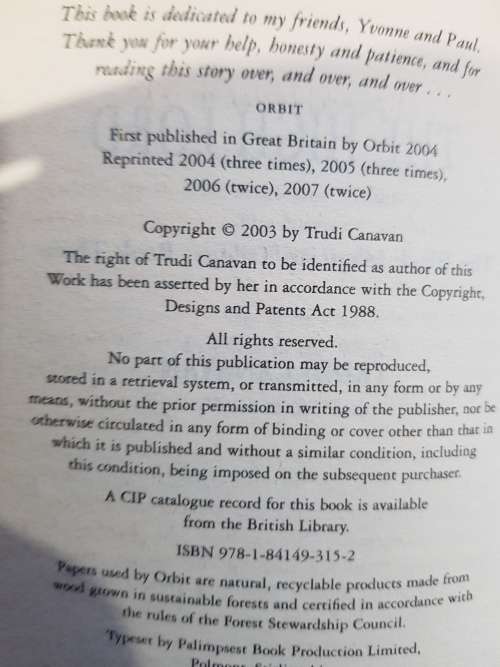 This book is dedicated to my friends, Yvonne and Paul.
Thank you for your help, honesty and patience, and for
reading this story over, and over, and over . . .
ORBIT
First published in Great Britain by Orbit 2004
Reprinted 2004 (three times), 2005 (three times),
2006 (twice), 2007 (twice)
Copyright © 2003 by Trudi Canavan
The right of Trudi Canavan to be identified as author of this
Work has been asserted by her in accordance with the Copyright,
Designs and Patents Act 1988.
All rights reserved.
No part of this publication may be reproduced,
stored in a retrieval system, or transmitted, in any form or by any
means, without the prior permission in writing of the publisher, nor be
otherwise circulated in any form of binding or cover other than that in
which it is published and without a similar condition, including
this condition, being imposed on the subsequent purchaser.
A CIP catalogue record for this book is available
from the British Library.
ISBN 978-1-84149-315-2
Papers used by Orbit are natural, recyclable products made from
wood grown in sustainable forests and certified in accordance with
the rules of the Forest Stewardship Council.
Typeset by Palimpsest Book Production Limited,